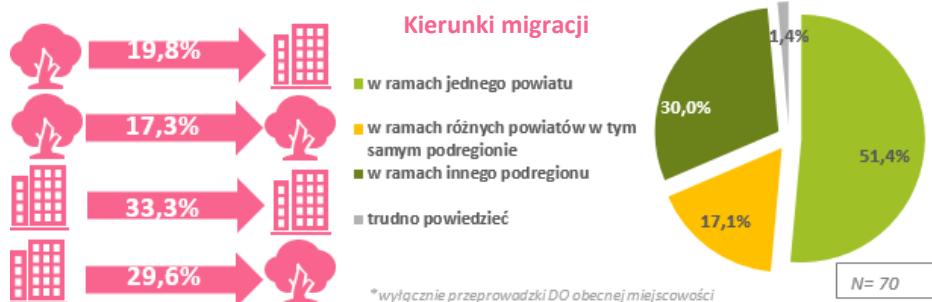 Kierunki migracji
19,8%
17,3%
33,3%
29,6%
w ramach jednego powiatu
w ramach różnych powiatów w tym
samym podregionie
w ramach innego podregionu
trudno powiedzieć
1,4%
30,0%
51,4%
17,1%
*wyłącznie przeprowadzki DO obecnej miejscowości
N= 70